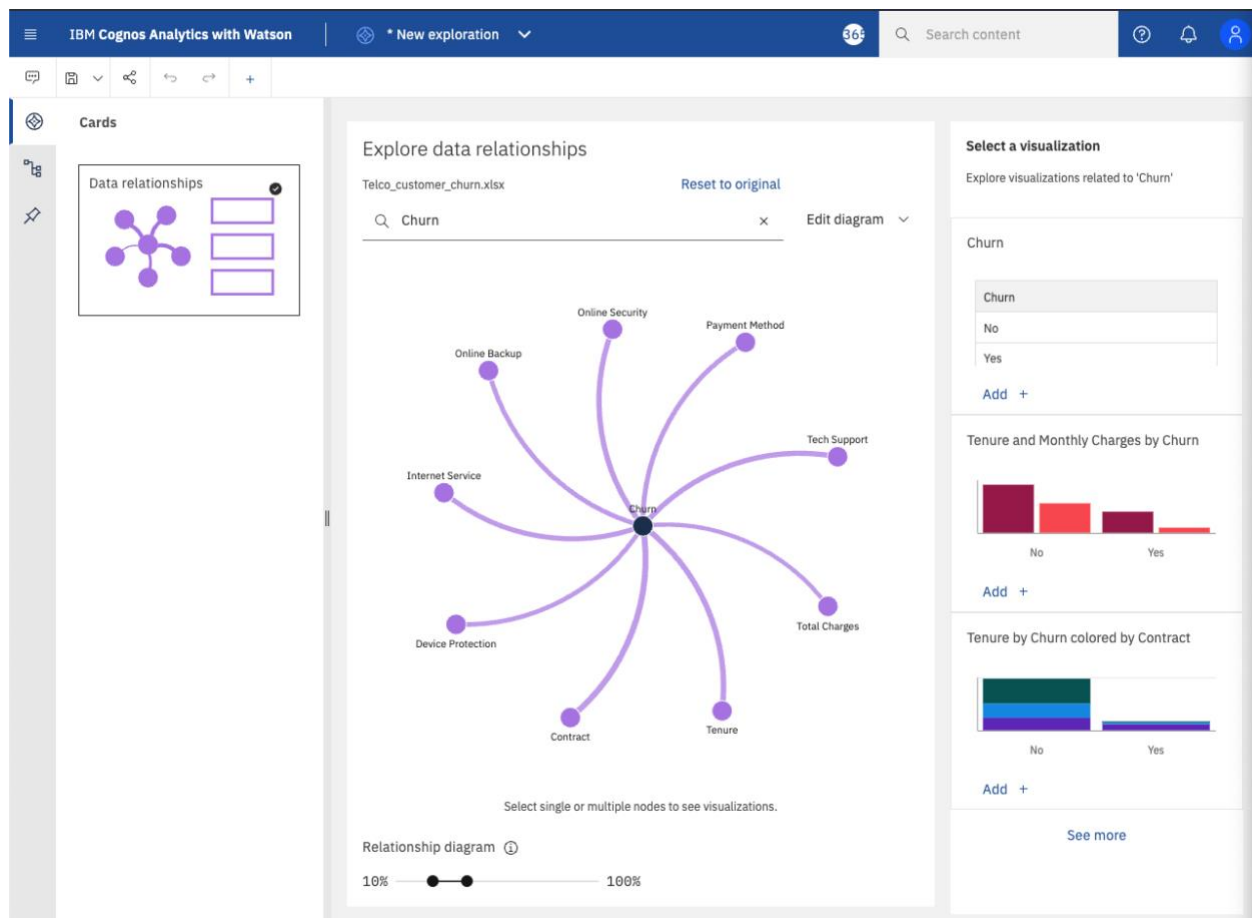 IBM Cognos Analytics with Watson
* New exploration
Search content
Cards
Data relationships
Explore data relationships
Telco_customer_churn.xlsx
Reset to original
Churn
Edit diagram
Online Security
Payment Method
Online Backup
Tech Support
Internet Service
Churn
Total Charges
Device Protection
Tenure
Contract
Select single or multiple nodes to see visualizations.
Relationship diagram
10%
100%
Select a visualization
Explore visualizations related to 'Churn'
Churn
Churn
No
Yes
Add +
Tenure and Monthly Charges by Churn
No
Yes
Add +
Tenure by Churn colored by Contract
No
Yes
Add +
See more